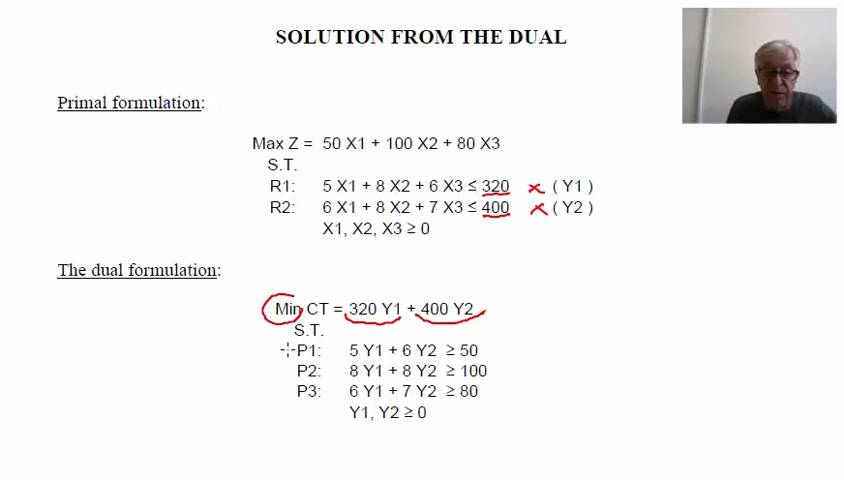 SOLUTION FROM THE DUAL
Primal formulation:
Max Z = 50 X1 + 100 X2 + 80 X3
S.T.
R1: 5 X1 + 8 X2 + 6 X3 ≤ 320 × ( Y1 )
R2: 6 X1 + 8 X2 + 7 X3 ≤ 400 × ( Y2 )
X1, X2, X3 ≥ 0
The dual formulation:
Min CT = 320 Y1 + 400 Y2
S.T.
P1: 5 Y1 + 6 Y2 ≥ 50
P2: 8 Y1 + 8 Y2 ≥ 100
P3: 6 Y1 + 7 Y2 ≥ 80
Y1, Y2 ≥ 0